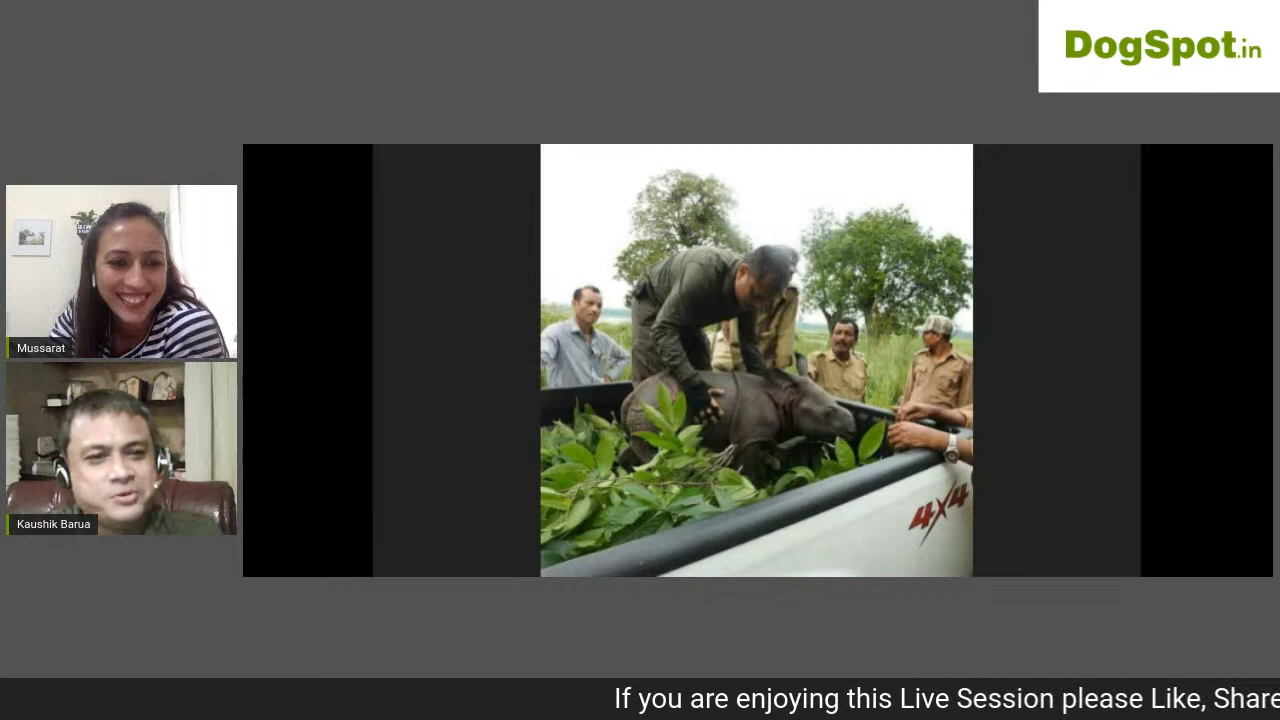 DogSpot.in
Mussarat
Kaushik Barua
4X4
If you are enjoying this Live Session please Like, Share